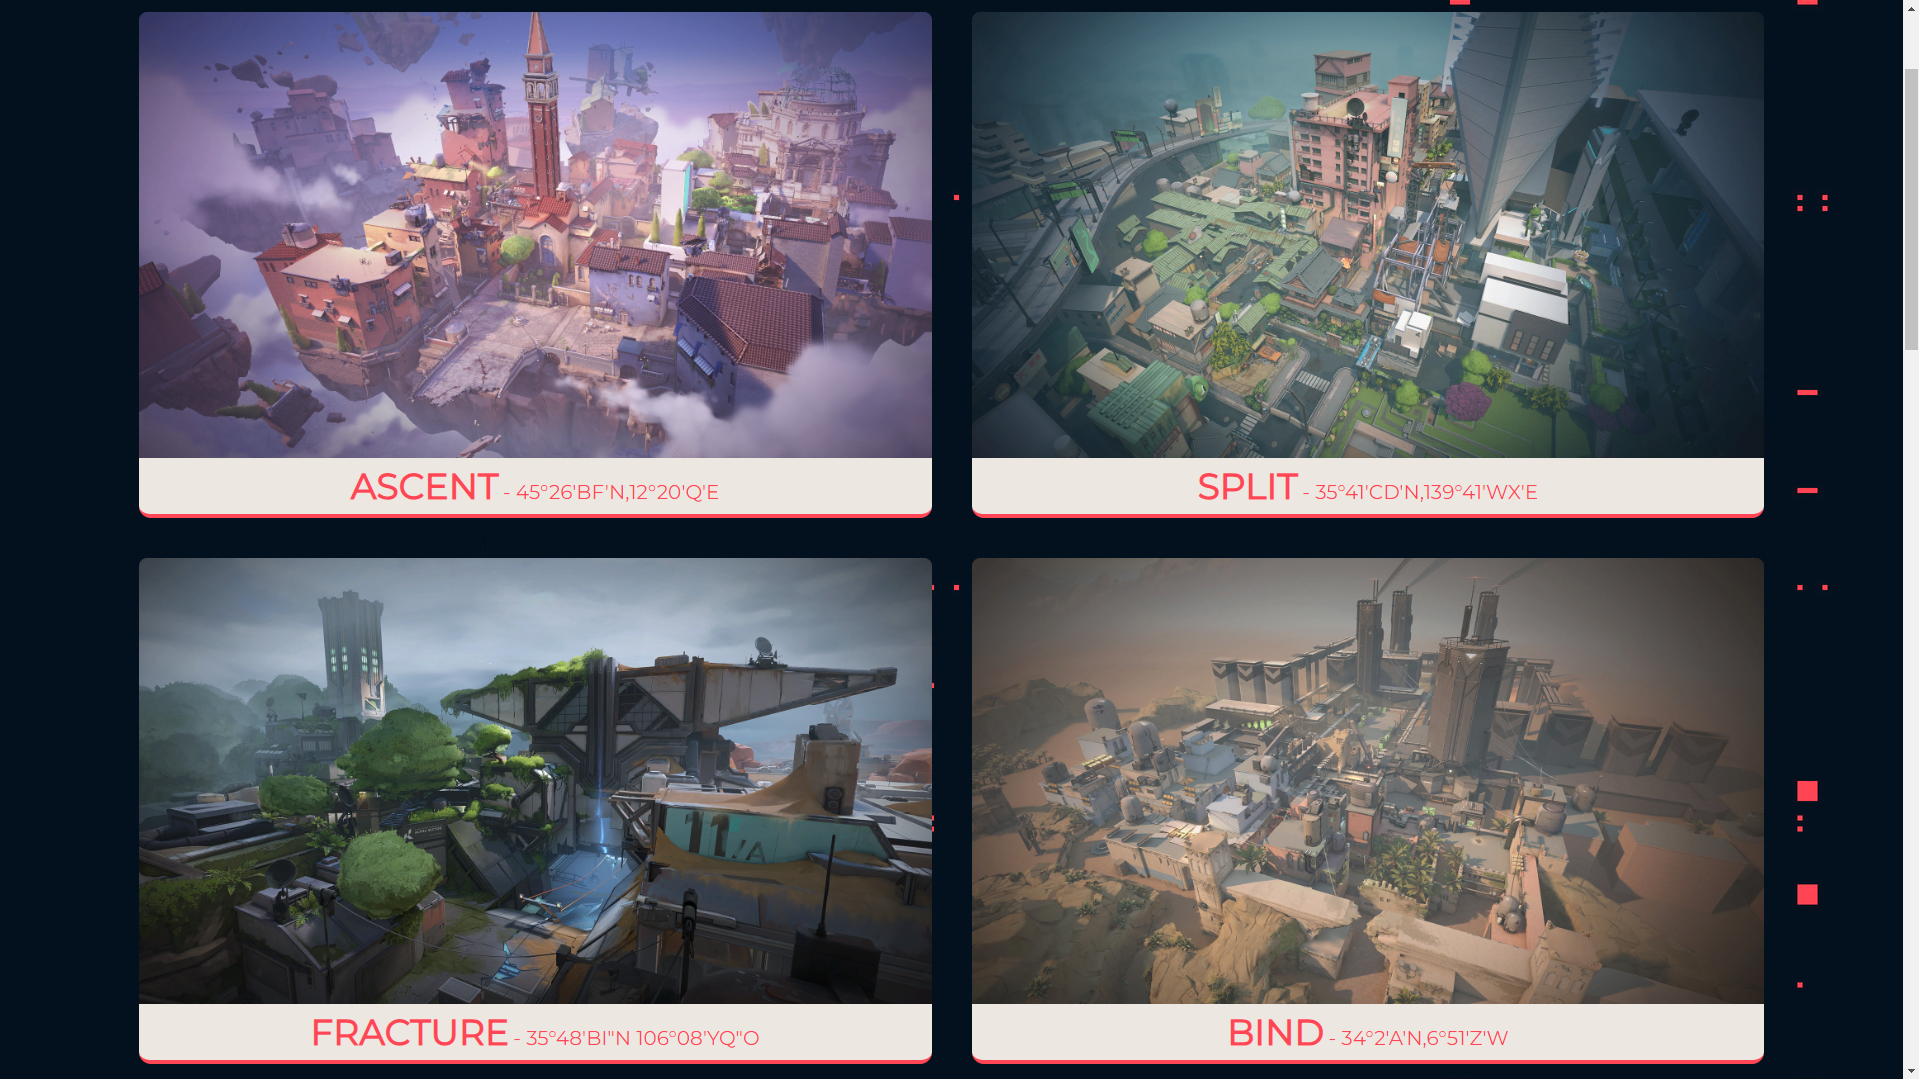 ASCENT - 45°26'BF'N,12°20'Q'E
SPLIT - 35°41'CD'N,139°41'WX'E
11/A
FRACTURE - 35°48'BI"N 106°08'YQ"O
BIND - 34°2'A'N,6°51'Z'W